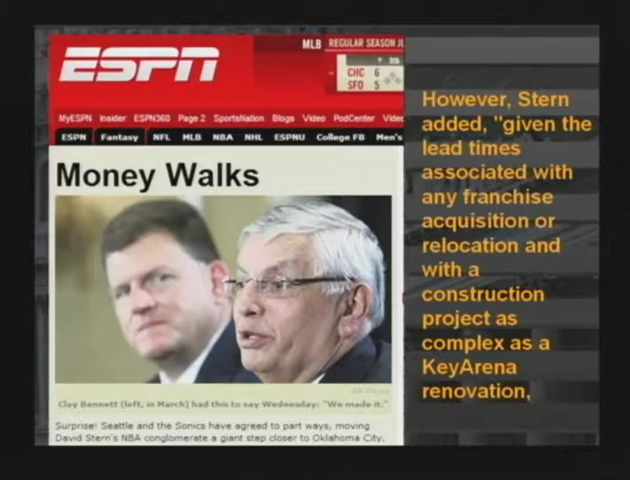 ESPN
MLB REGULAR SEASON
9th
CHC 6
SFO 5
MyESPN Insider ESPN360 Page 2 SportsNation Blogs Video PodCenter
ESPN Fantasy NFL MLB NBA NHL ESPNU College FB Men's
Money Walks
Clay Bennett (left, in March) had this to say Wednesday: "We made it."
Surprise! Seattle and the Sonics have agreed to part ways, moving
David Stern's NBA conglomerate a giant step closer to Oklahoma City.
However, Stern
added, "given the
lead times
associated with
any franchise
acquisition or
relocation and
with a
construction
project as
complex as a
KeyArena
renovation,